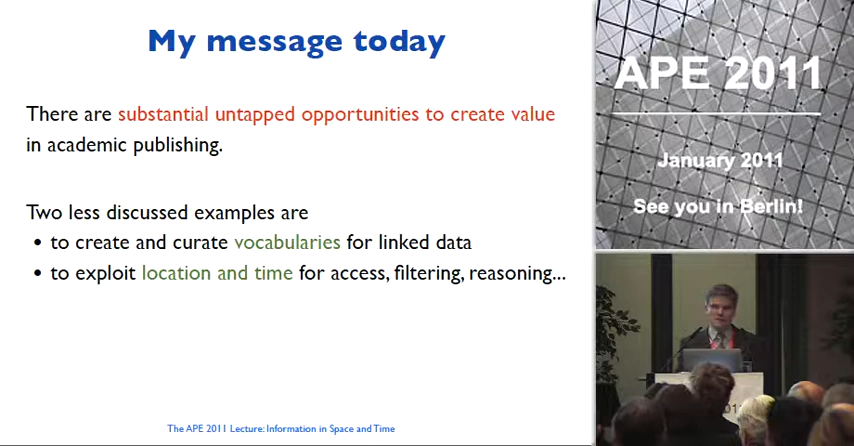 My message today
There are substantial untapped opportunities to create value
in academic publishing.
Two less discussed examples are
• to create and curate vocabularies for linked data
• to exploit location and time for access, filtering, reasoning...
The APE 2011 Lecture: Information in Space and Time
APE 2011
January 2011
See you in Berlin!